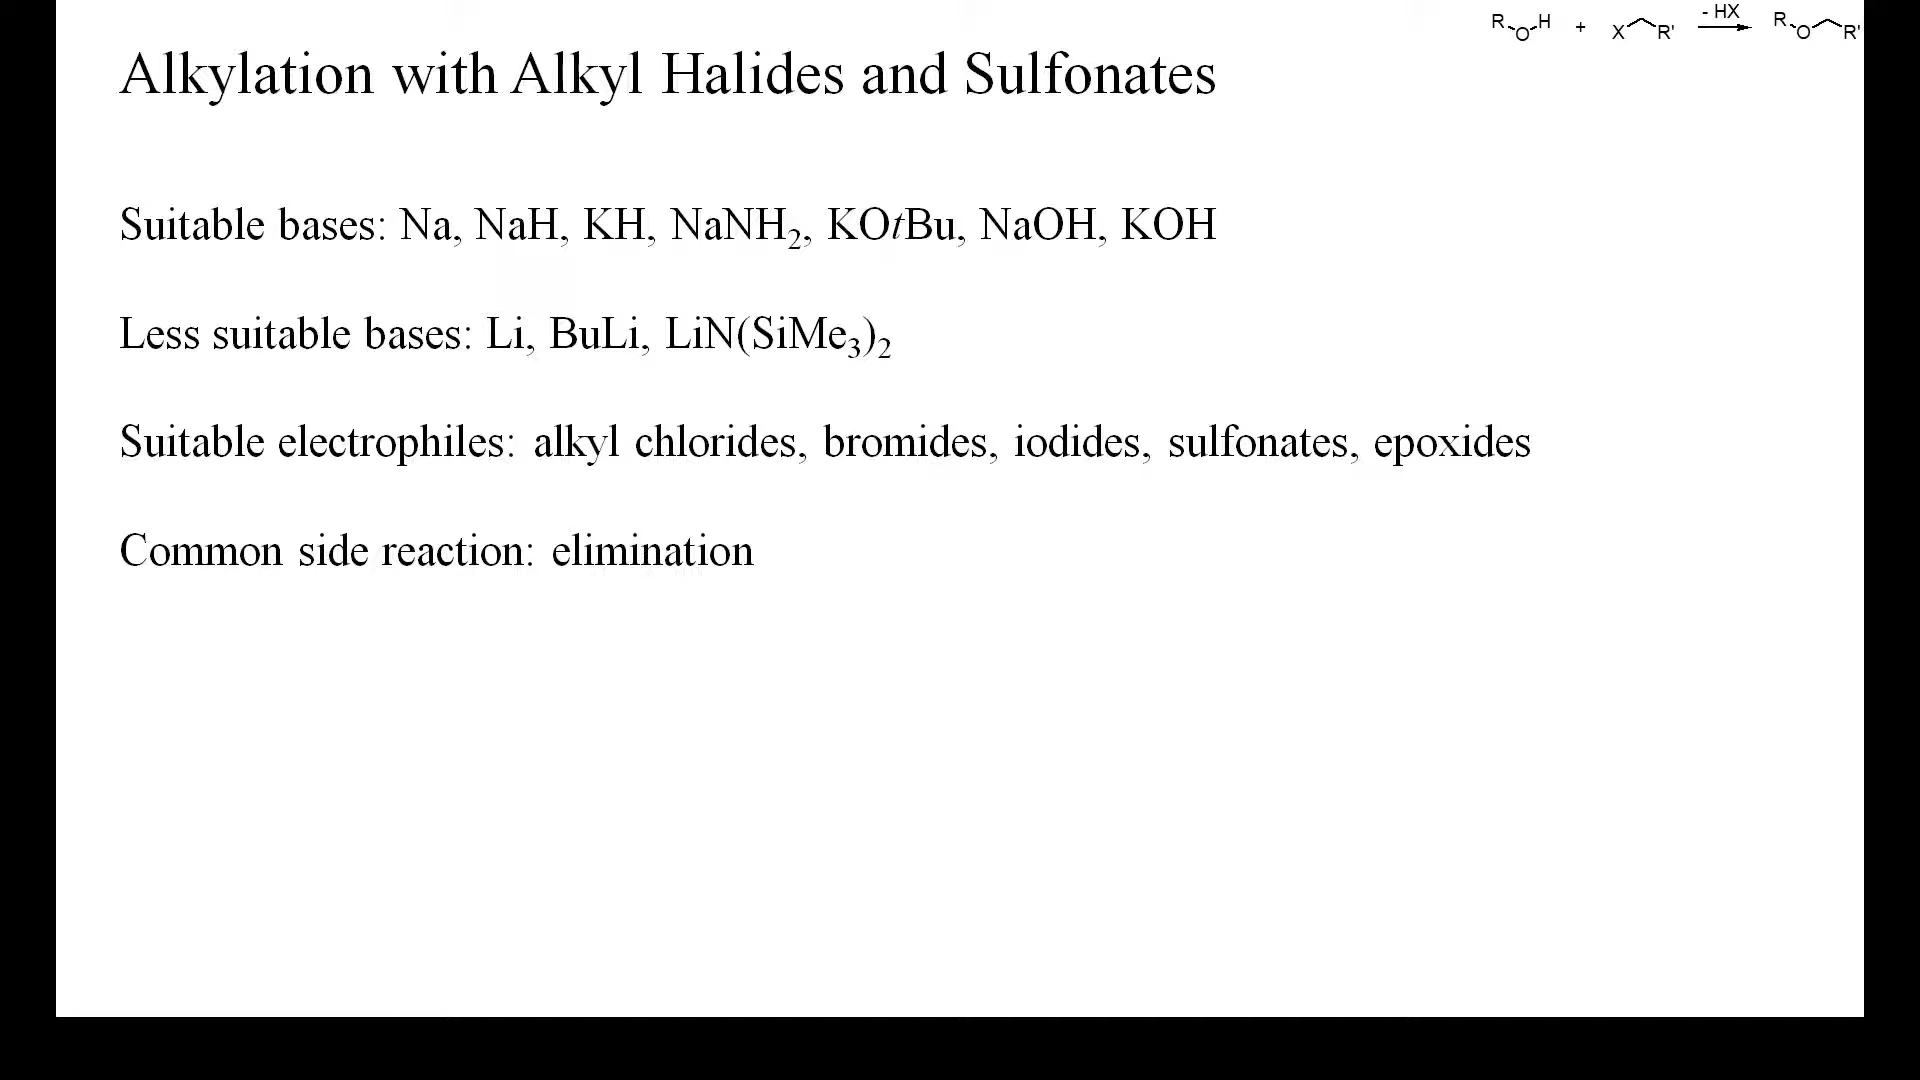 R-O-H + X R' - HX R-O R'
Alkylation with Alkyl Halides and Sulfonates
Suitable bases: Na, NaH, KH, NaNH₂, KOtBu, NaOH, KOH
Less suitable bases: Li, BuLi, LiN(SiMe₃)₂
Suitable electrophiles: alkyl chlorides, bromides, iodides, sulfonates, epoxides
Common side reaction: elimination